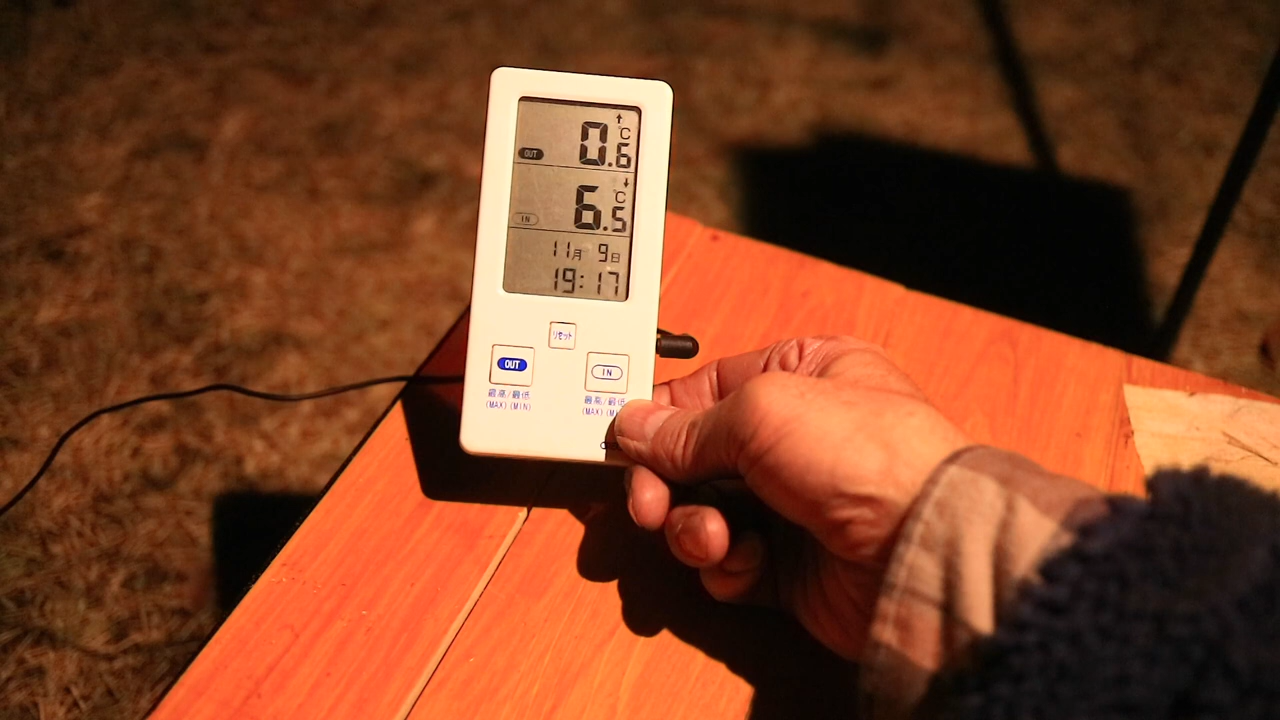 ℃
OUT 0.6
℃
IN 6.5
11月 9日
19:17
リセット
OUT
IN
最高/最低
(MAX) (MIN)
最高/最低
(MAX)